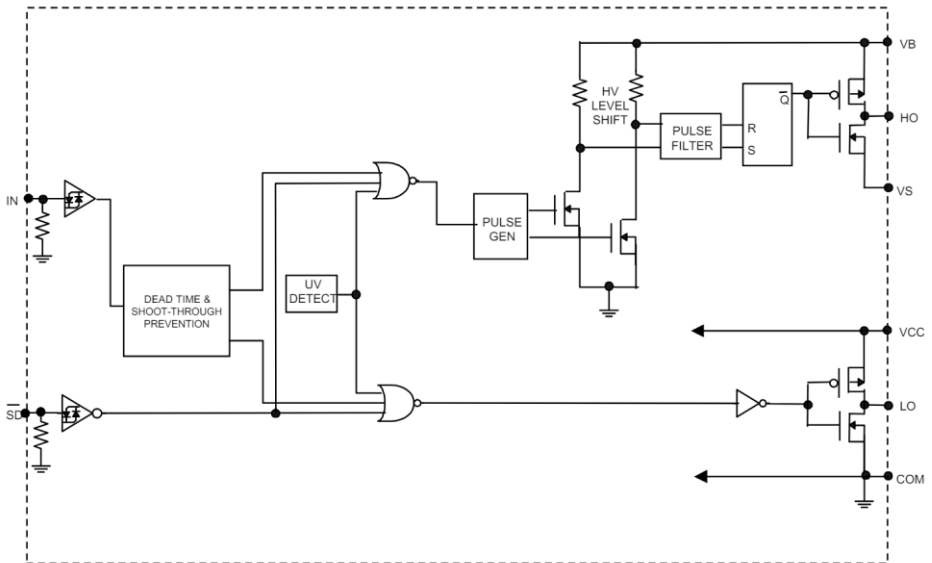 VB
HV
LEVEL
SHIFT
Q̅
HO
R
PULSE
FILTER
S
VS
IN
PULSE
GEN
DEAD TIME &
SHOOT-THROUGH
PREVENTION
UV
DETECT
VCC
S̅D̅
LO
COM